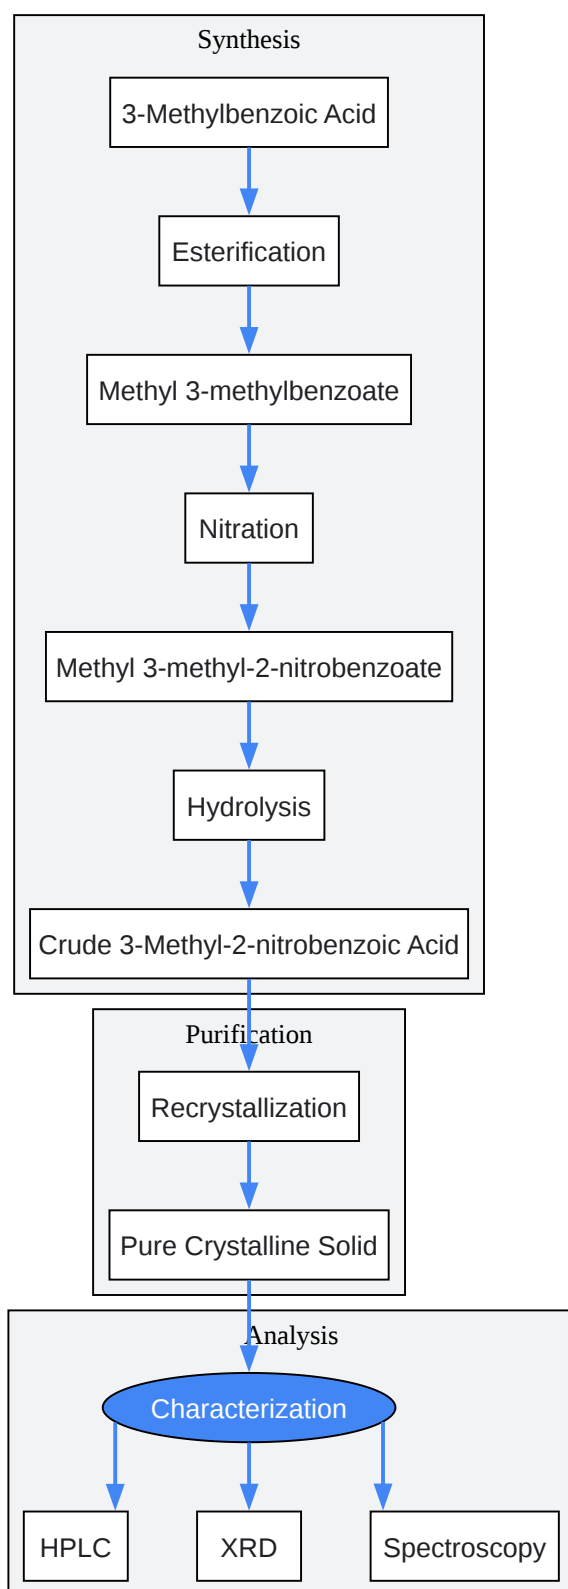 Synthesis
3-Methylbenzoic Acid
Esterification
Methyl 3-methylbenzoate
Nitration
Methyl 3-methyl-2-nitrobenzoate
Hydrolysis
Crude 3-Methyl-2-nitrobenzoic Acid
Purification
Recrystallization
Pure Crystalline Solid
Analysis
Characterization
HPLC
XRD
Spectroscopy